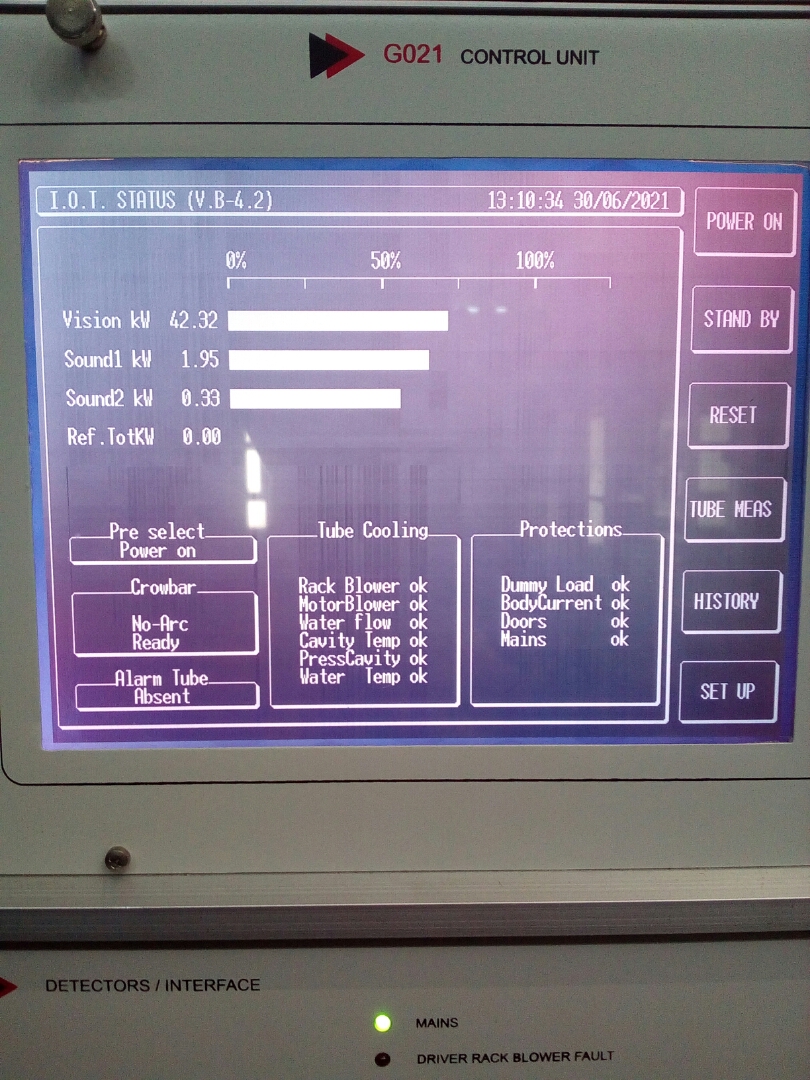 G021 CONTROL UNIT
I.O.T. STATUS (V.B-4.2) 13:10:34 30/06/2021
POWER ON
0% 50% 100%
Vision kW 42.32
STAND BY
Sound1 kW 1.95
Sound2 kW 0.33
RESET
Ref.TotKW 0.00
TUBE MEAS
Pre select
Power on
Tube Cooling
Protections
Crowbar
No-Arc
Ready
Rack Blower ok
MotorBlower ok
Water flow ok
Cavity Temp ok
PressCavity ok
Water Temp ok
Dummy Load ok
BodyCurrent ok
Doors ok
Mains ok
HISTORY
Alarm Tube
Absent
SET UP
DETECTORS / INTERFACE
MAINS
DRIVER RACK BLOWER FAULT